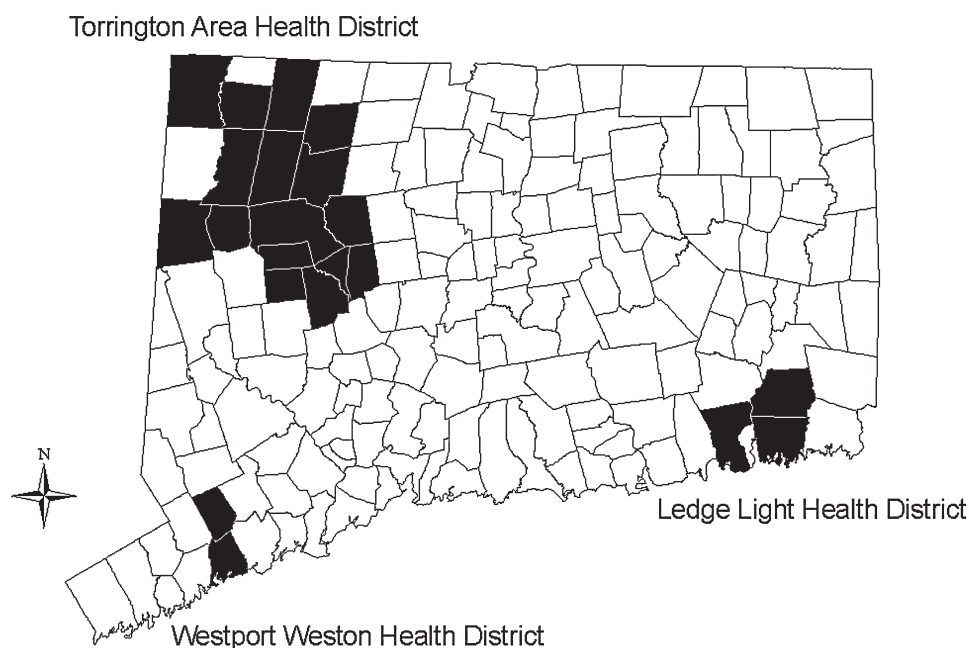 Torrington Area Health District
N
Ledge Light Health District
Westport Weston Health District